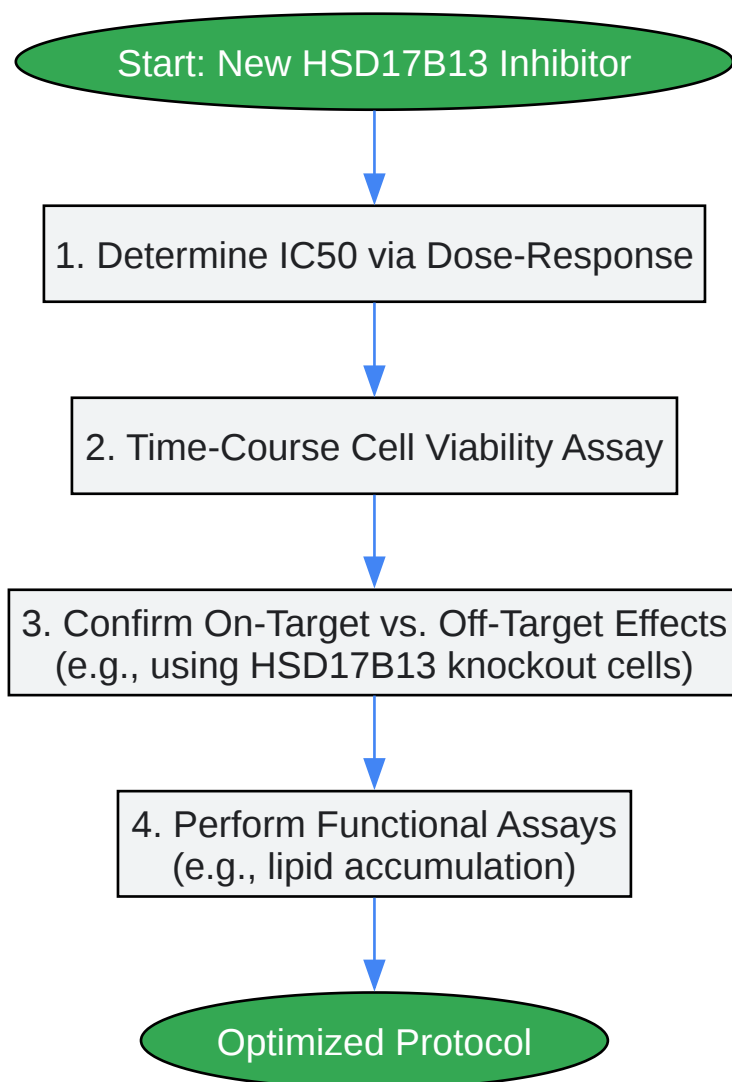 Start: New HSD17B13 Inhibitor
1. Determine IC50 via Dose-Response
2. Time-Course Cell Viability Assay
3. Confirm On-Target vs. Off-Target Effects
(e.g., using HSD17B13 knockout cells)
4. Perform Functional Assays
(e.g., lipid accumulation)
Optimized Protocol